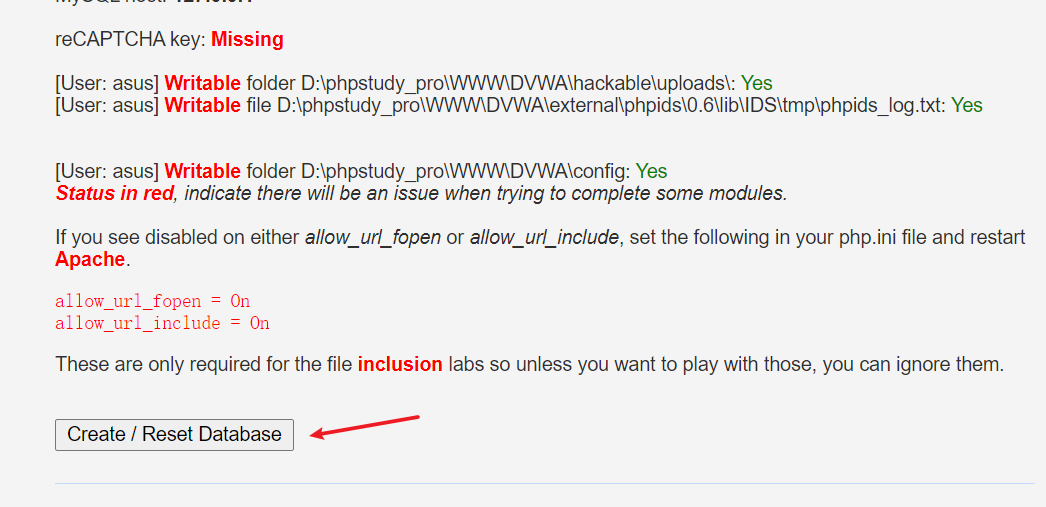 reCAPTCHA key: Missing
[User: asus] Writable folder D:\phpstudy_pro\WWW\DVWA\hackable\uploads\: Yes
[User: asus] Writable file D:\phpstudy_pro\WWW\DVWA\external\phpids\0.6\lib\IDS\tmp\phpids_log.txt: Yes
[User: asus] Writable folder D:\phpstudy_pro\WWW\DVWA\config: Yes
Status in red, indicate there will be an issue when trying to complete some modules.
If you see disabled on either allow_url_fopen or allow_url_include, set the following in your php.ini file and restart
Apache.
allow_url_fopen = On
allow_url_include = On
These are only required for the file inclusion labs so unless you want to play with those, you can ignore them.
Create / Reset Database